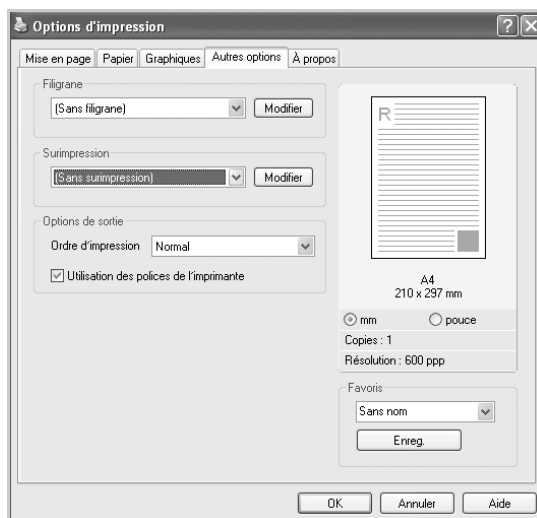 Options d'impression
Mise en page Papier Graphiques Autres options À propos
Filigrane
(Sans filigrane) Modifier
Surimpression
(Sans surimpression) Modifier
Options de sortie
Ordre d'impression Normal
Utilisation des polices de l'imprimante
R
A4
210 x 297 mm
mm pouce
Copies : 1
Résolution : 600 ppp
Favoris
Sans nom
Enreg.
OK Annuler Aide